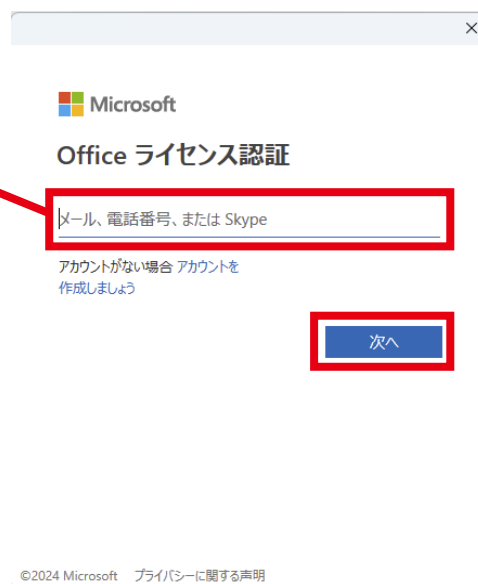 Microsoft
Office ライセンス認証
メール、電話番号、または Skype
アカウントがない場合 アカウントを
作成しましょう
次へ
©2024 Microsoft プライバシーに関する声明